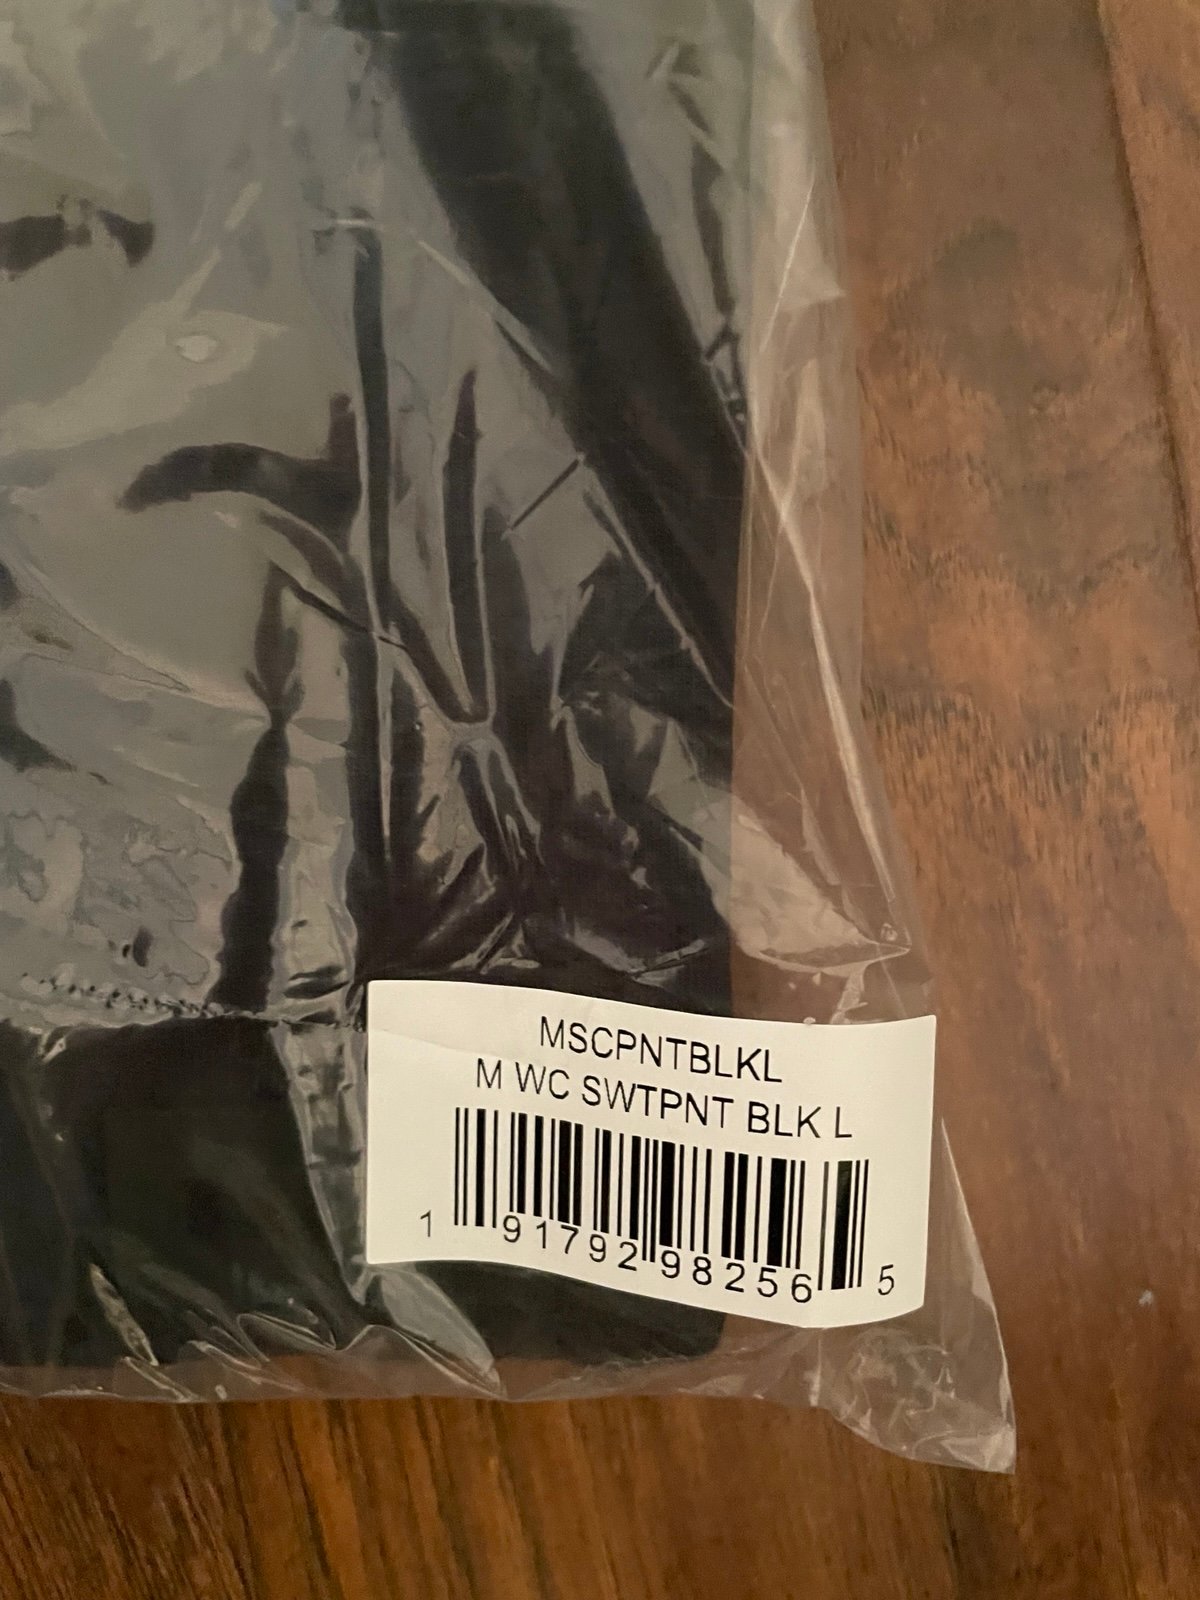 MSCPNTBLKL
M WC SWTPNT BLK L
1 91792 98256 5